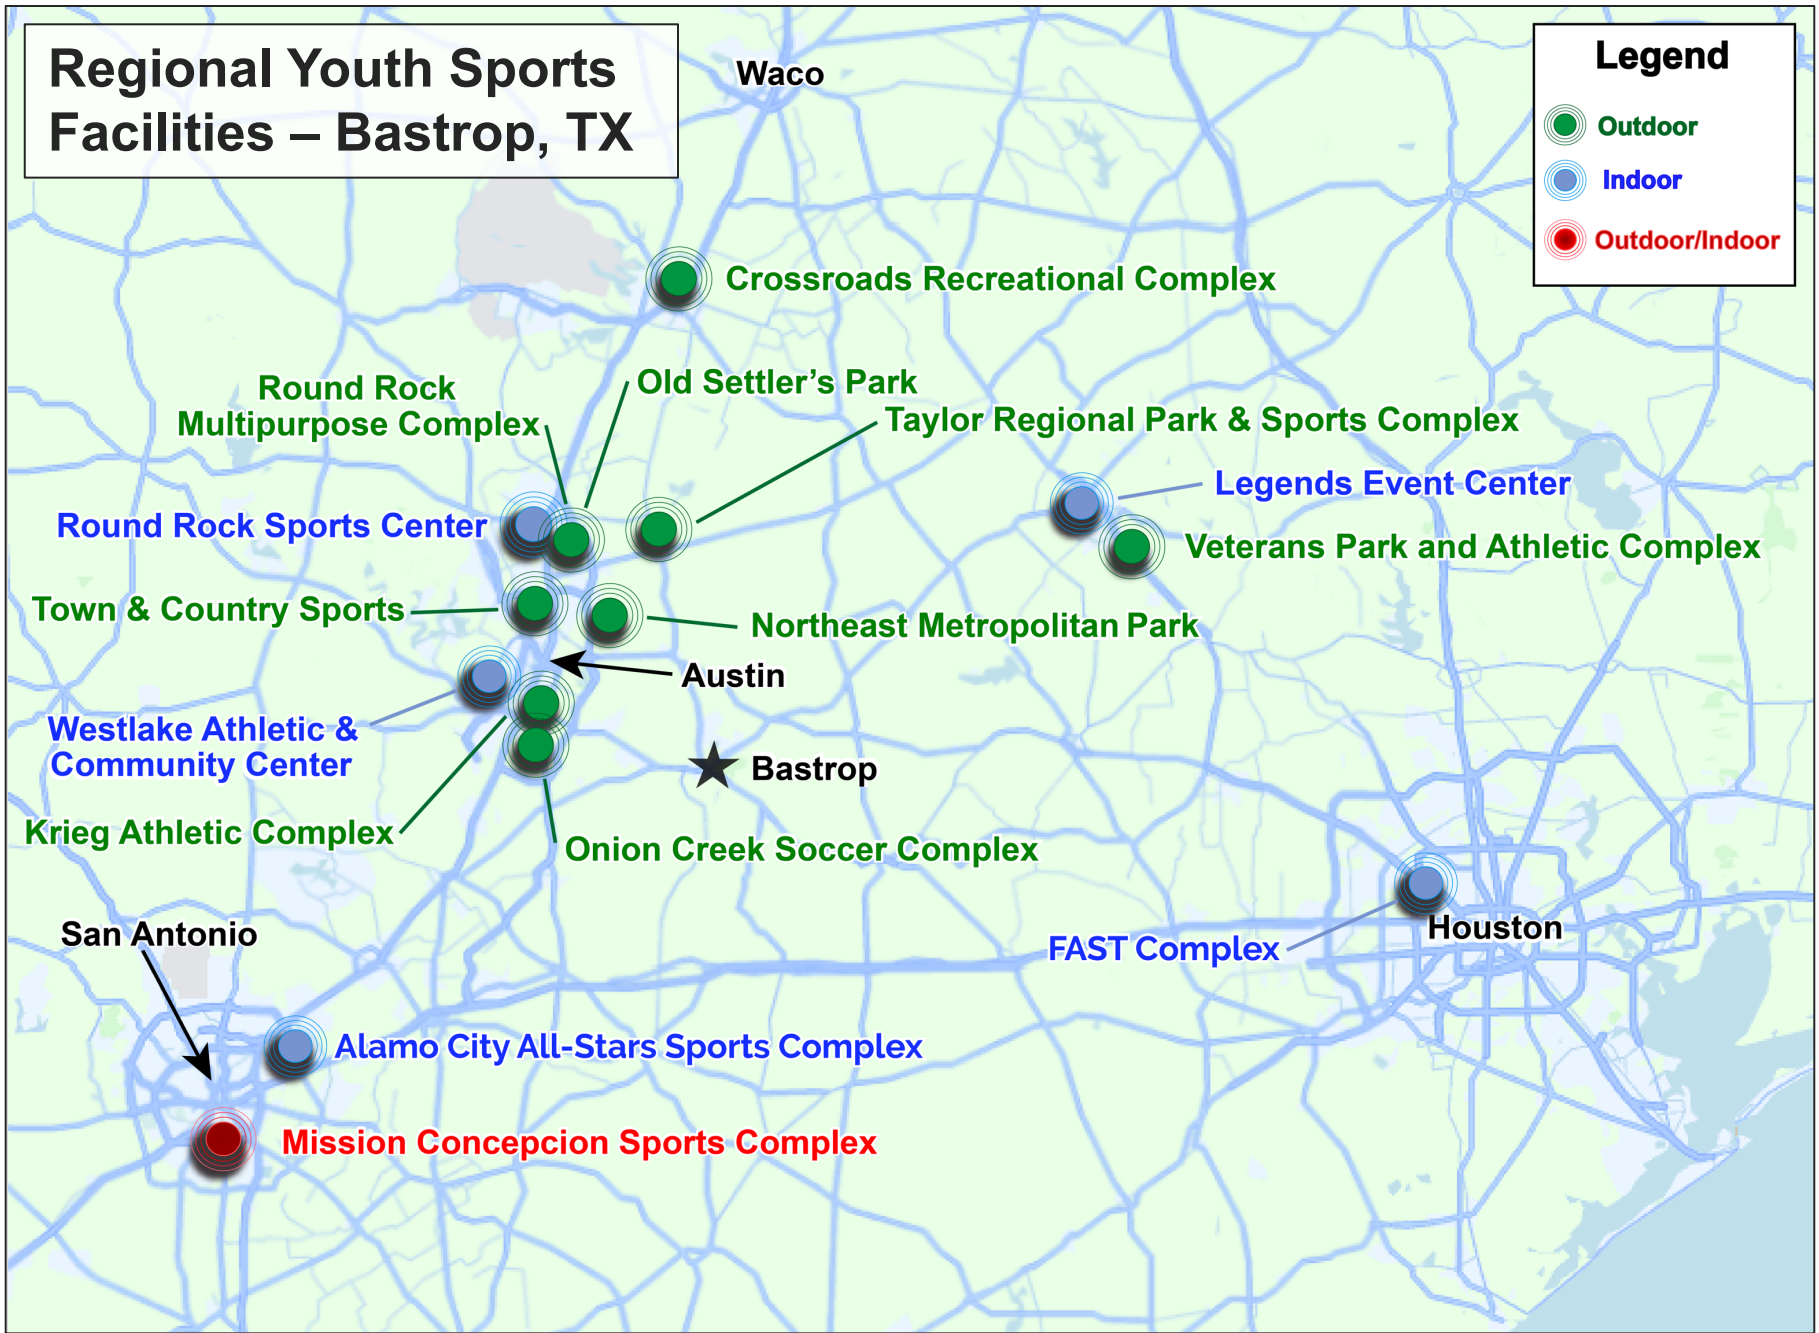 Regional Youth Sports
Facilities – Bastrop, TX
Legend
Outdoor
Indoor
Outdoor/Indoor
Waco
Crossroads Recreational Complex
Round Rock
Multipurpose Complex
Old Settler’s Park
Taylor Regional Park & Sports Complex
Legends Event Center
Round Rock Sports Center
Veterans Park and Athletic Complex
Town & Country Sports
Northeast Metropolitan Park
Austin
Westlake Athletic &
Community Center
Bastrop
Krieg Athletic Complex
Onion Creek Soccer Complex
San Antonio
Houston
FAST Complex
Alamo City All-Stars Sports Complex
Mission Concepcion Sports Complex